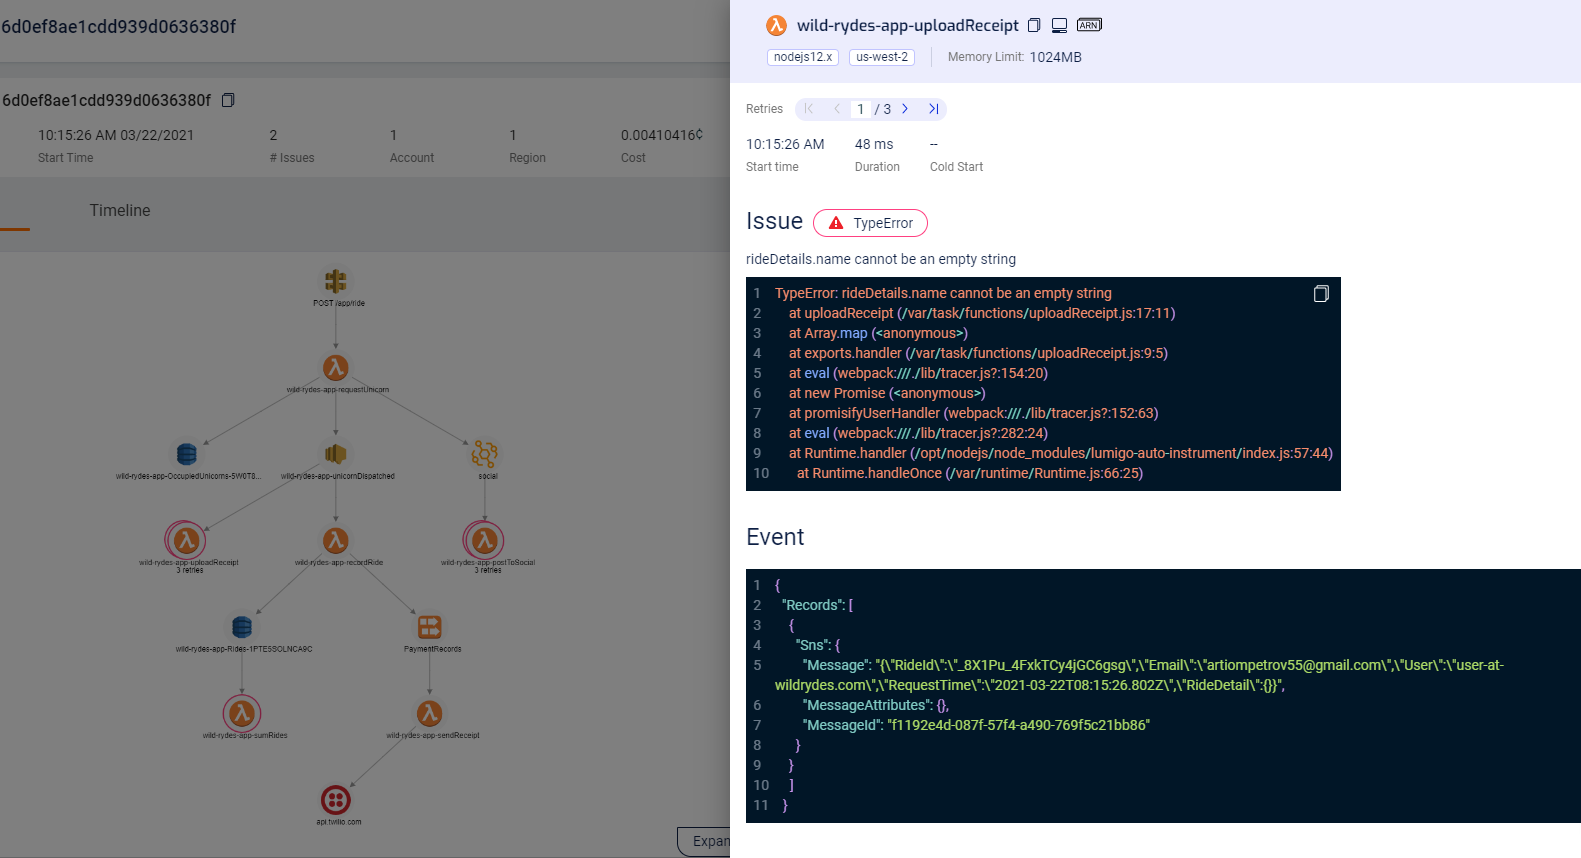 6d0ef8ae1cdd939d0636380f
6d0ef8ae1cdd939d0636380f
10:15:26 AM 03/22/2021 2 1 1 0.00410416¢
Start Time # Issues Account Region Cost
Timeline
POST /app/ride
wild-rydes-app-requestUnicorn
wild-rydes-app-OccupiedUnicorns-5W0T8... wild-rydes-app-unicornDispatched social
wild-rydes-app-uploadReceipt wild-rydes-app-recordRide wild-rydes-app-postToSocial
3 retries 3 retries
wild-rydes-app-Rides-1PTE5SOLNCA9C PaymentRecords
wild-rydes-app-sumRides wild-rydes-app-sendReceipt
api.twilio.com
Expan
wild-rydes-app-uploadReceipt ARN
nodejs12.x us-west-2 Memory Limit: 1024MB
Retries 1 / 3
10:15:26 AM 48 ms --
Start time Duration Cold Start
Issue TypeError
rideDetails.name cannot be an empty string
1 TypeError: rideDetails.name cannot be an empty string
2 at uploadReceipt (/var/task/functions/uploadReceipt.js:17:11)
3 at Array.map (<anonymous>)
4 at exports.handler (/var/task/functions/uploadReceipt.js:9:5)
5 at eval (webpack:///./lib/tracer.js?:154:20)
6 at new Promise (<anonymous>)
7 at promisifyUserHandler (webpack:///./lib/tracer.js?:152:63)
8 at eval (webpack:///./lib/tracer.js?:282:24)
9 at Runtime.handler (/opt/nodejs/node_modules/lumigo-auto-instrument/index.js:57:44)
10 at Runtime.handleOnce (/var/runtime/Runtime.js:66:25)
Event
1 {
2 "Records": [
3 {
4 "Sns": {
5 "Message": "{\"RideId\":\"_8X1Pu_4FxkTCy4jGC6gsg\",\"Email\":\"artiompetrov55@gmail.com\",\"User\":\"user-at-
wildrydes.com\",\"RequestTime\":\"2021-03-22T08:15:26.802Z\",\"RideDetail\":{}}",
6 "MessageAttributes": {},
7 "MessageId": "f1192e4d-087f-57f4-a490-769f5c21bb86"
8 }
9 }
10 ]
11 }